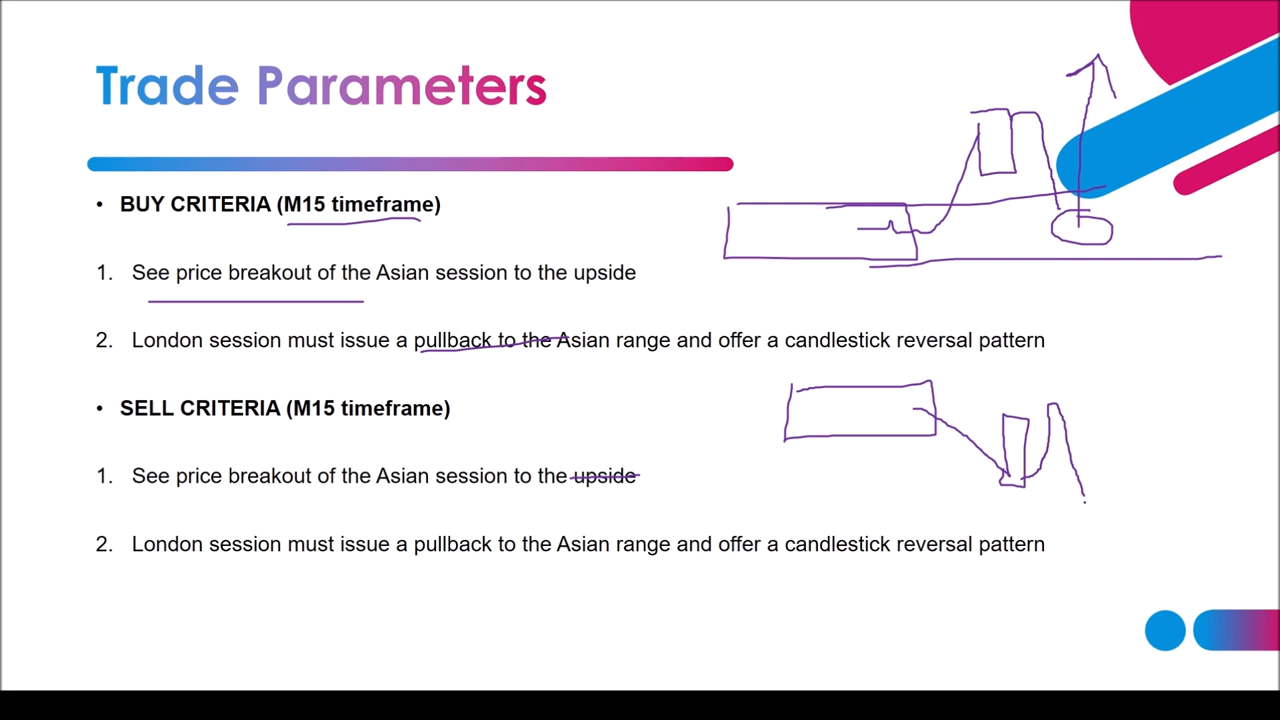 Trade Parameters
• BUY CRITERIA (M15 timeframe)
1. See price breakout of the Asian session to the upside
2. London session must issue a pullback to the Asian range and offer a candlestick reversal pattern
• SELL CRITERIA (M15 timeframe)
1. See price breakout of the Asian session to the upside
2. London session must issue a pullback to the Asian range and offer a candlestick reversal pattern